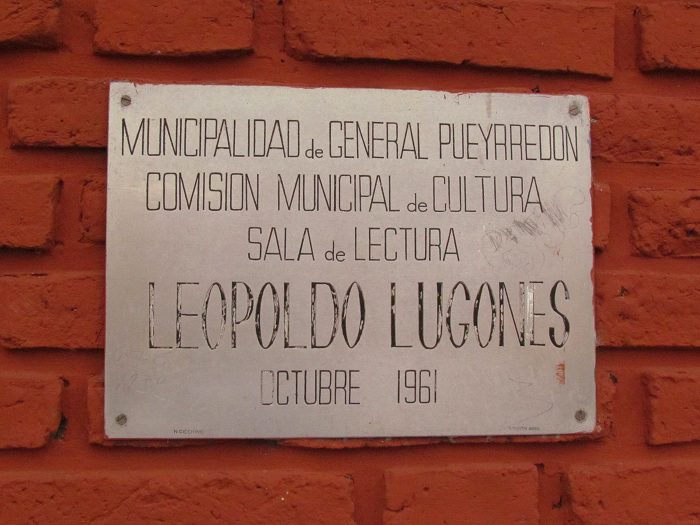 MUNICIPALIDAD de GENERAL PUEYRREDON
COMISION MUNICIPAL de CULTURA
SALA de LECTURA
LEOPOLDO LUGONES
OCTUBRE 1961